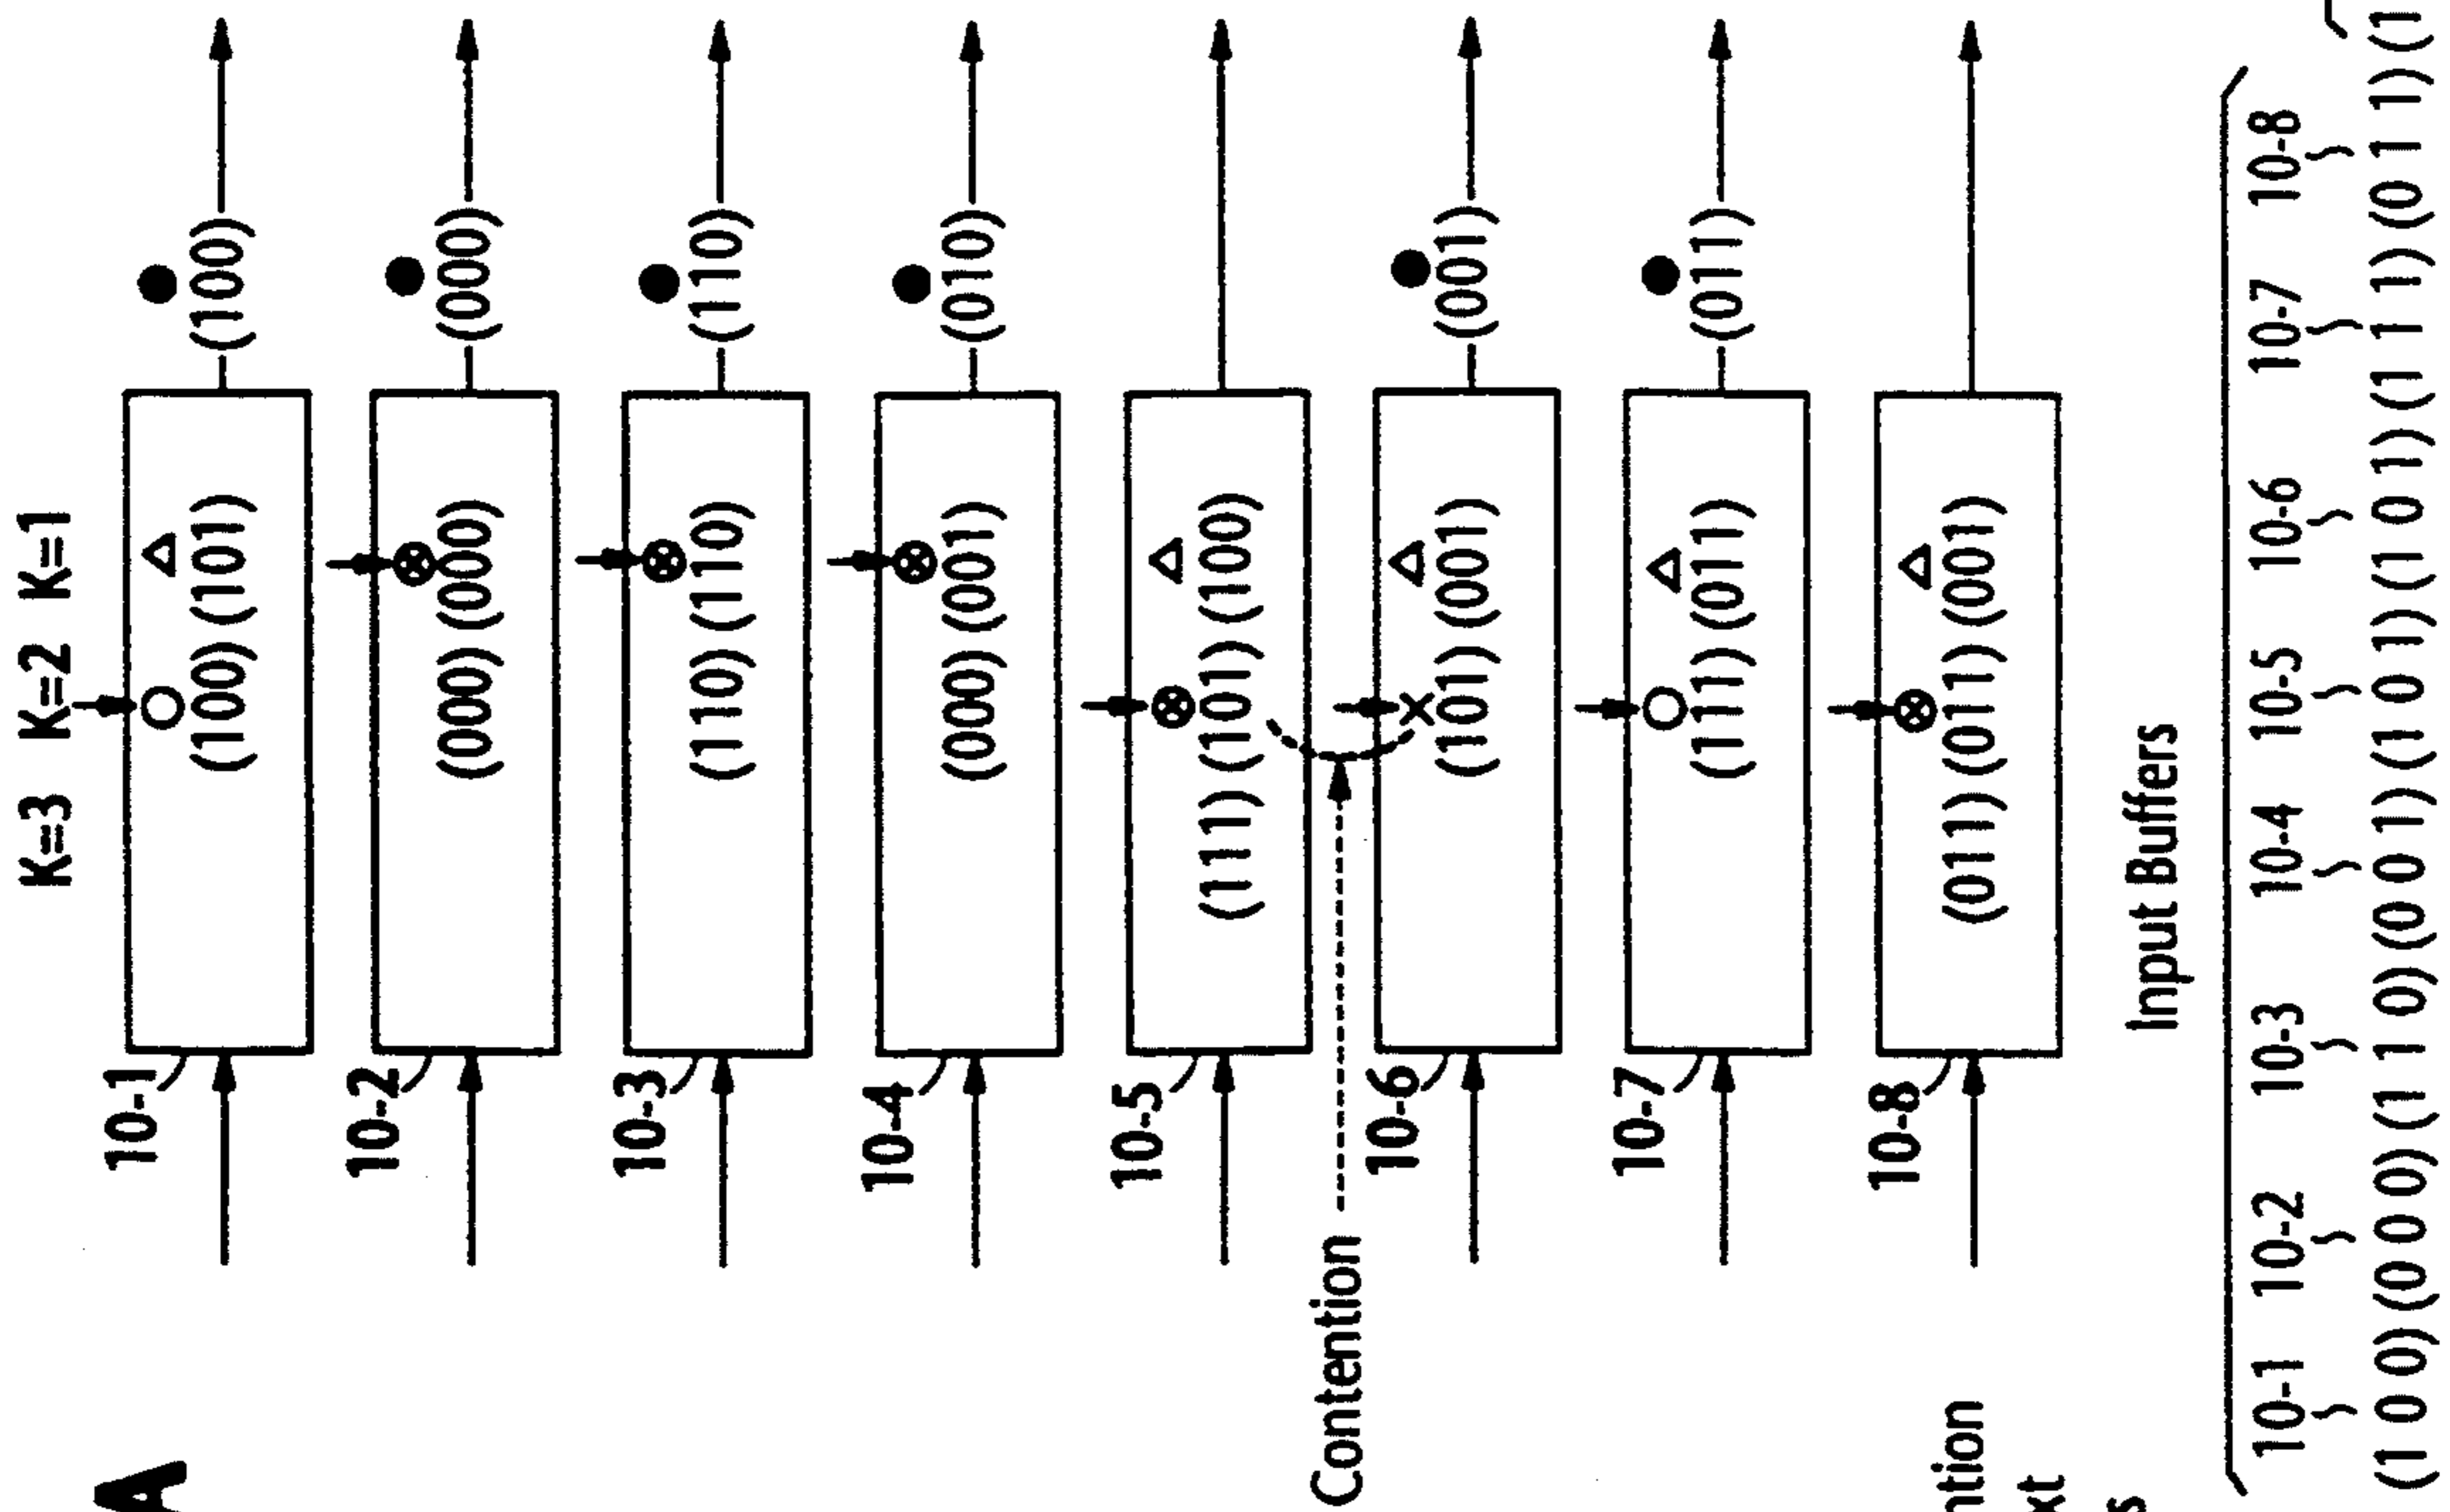 K=3 K=2 K=1
A
10-1
(100)(101) (100)
10-2
(000)(000) (000)
10-3
(110)(110) (110)
10-4
(000)(001) (010)
10-5
(111)(101)(100)
Contention
10-6
(101)(001) (001)
10-7
(111)(011) (011)
10-8
(011)(011)(001)
ntion
xt
s
Input Buffers
10-1 10-2 10-3 10-4 10-5 10-6 10-7 10-8
(1 0 0)(0 0 0)(1 1 0)(0 0 1)(1 0 1)(1 0 1)(1 1 1)(0 1 1)(1